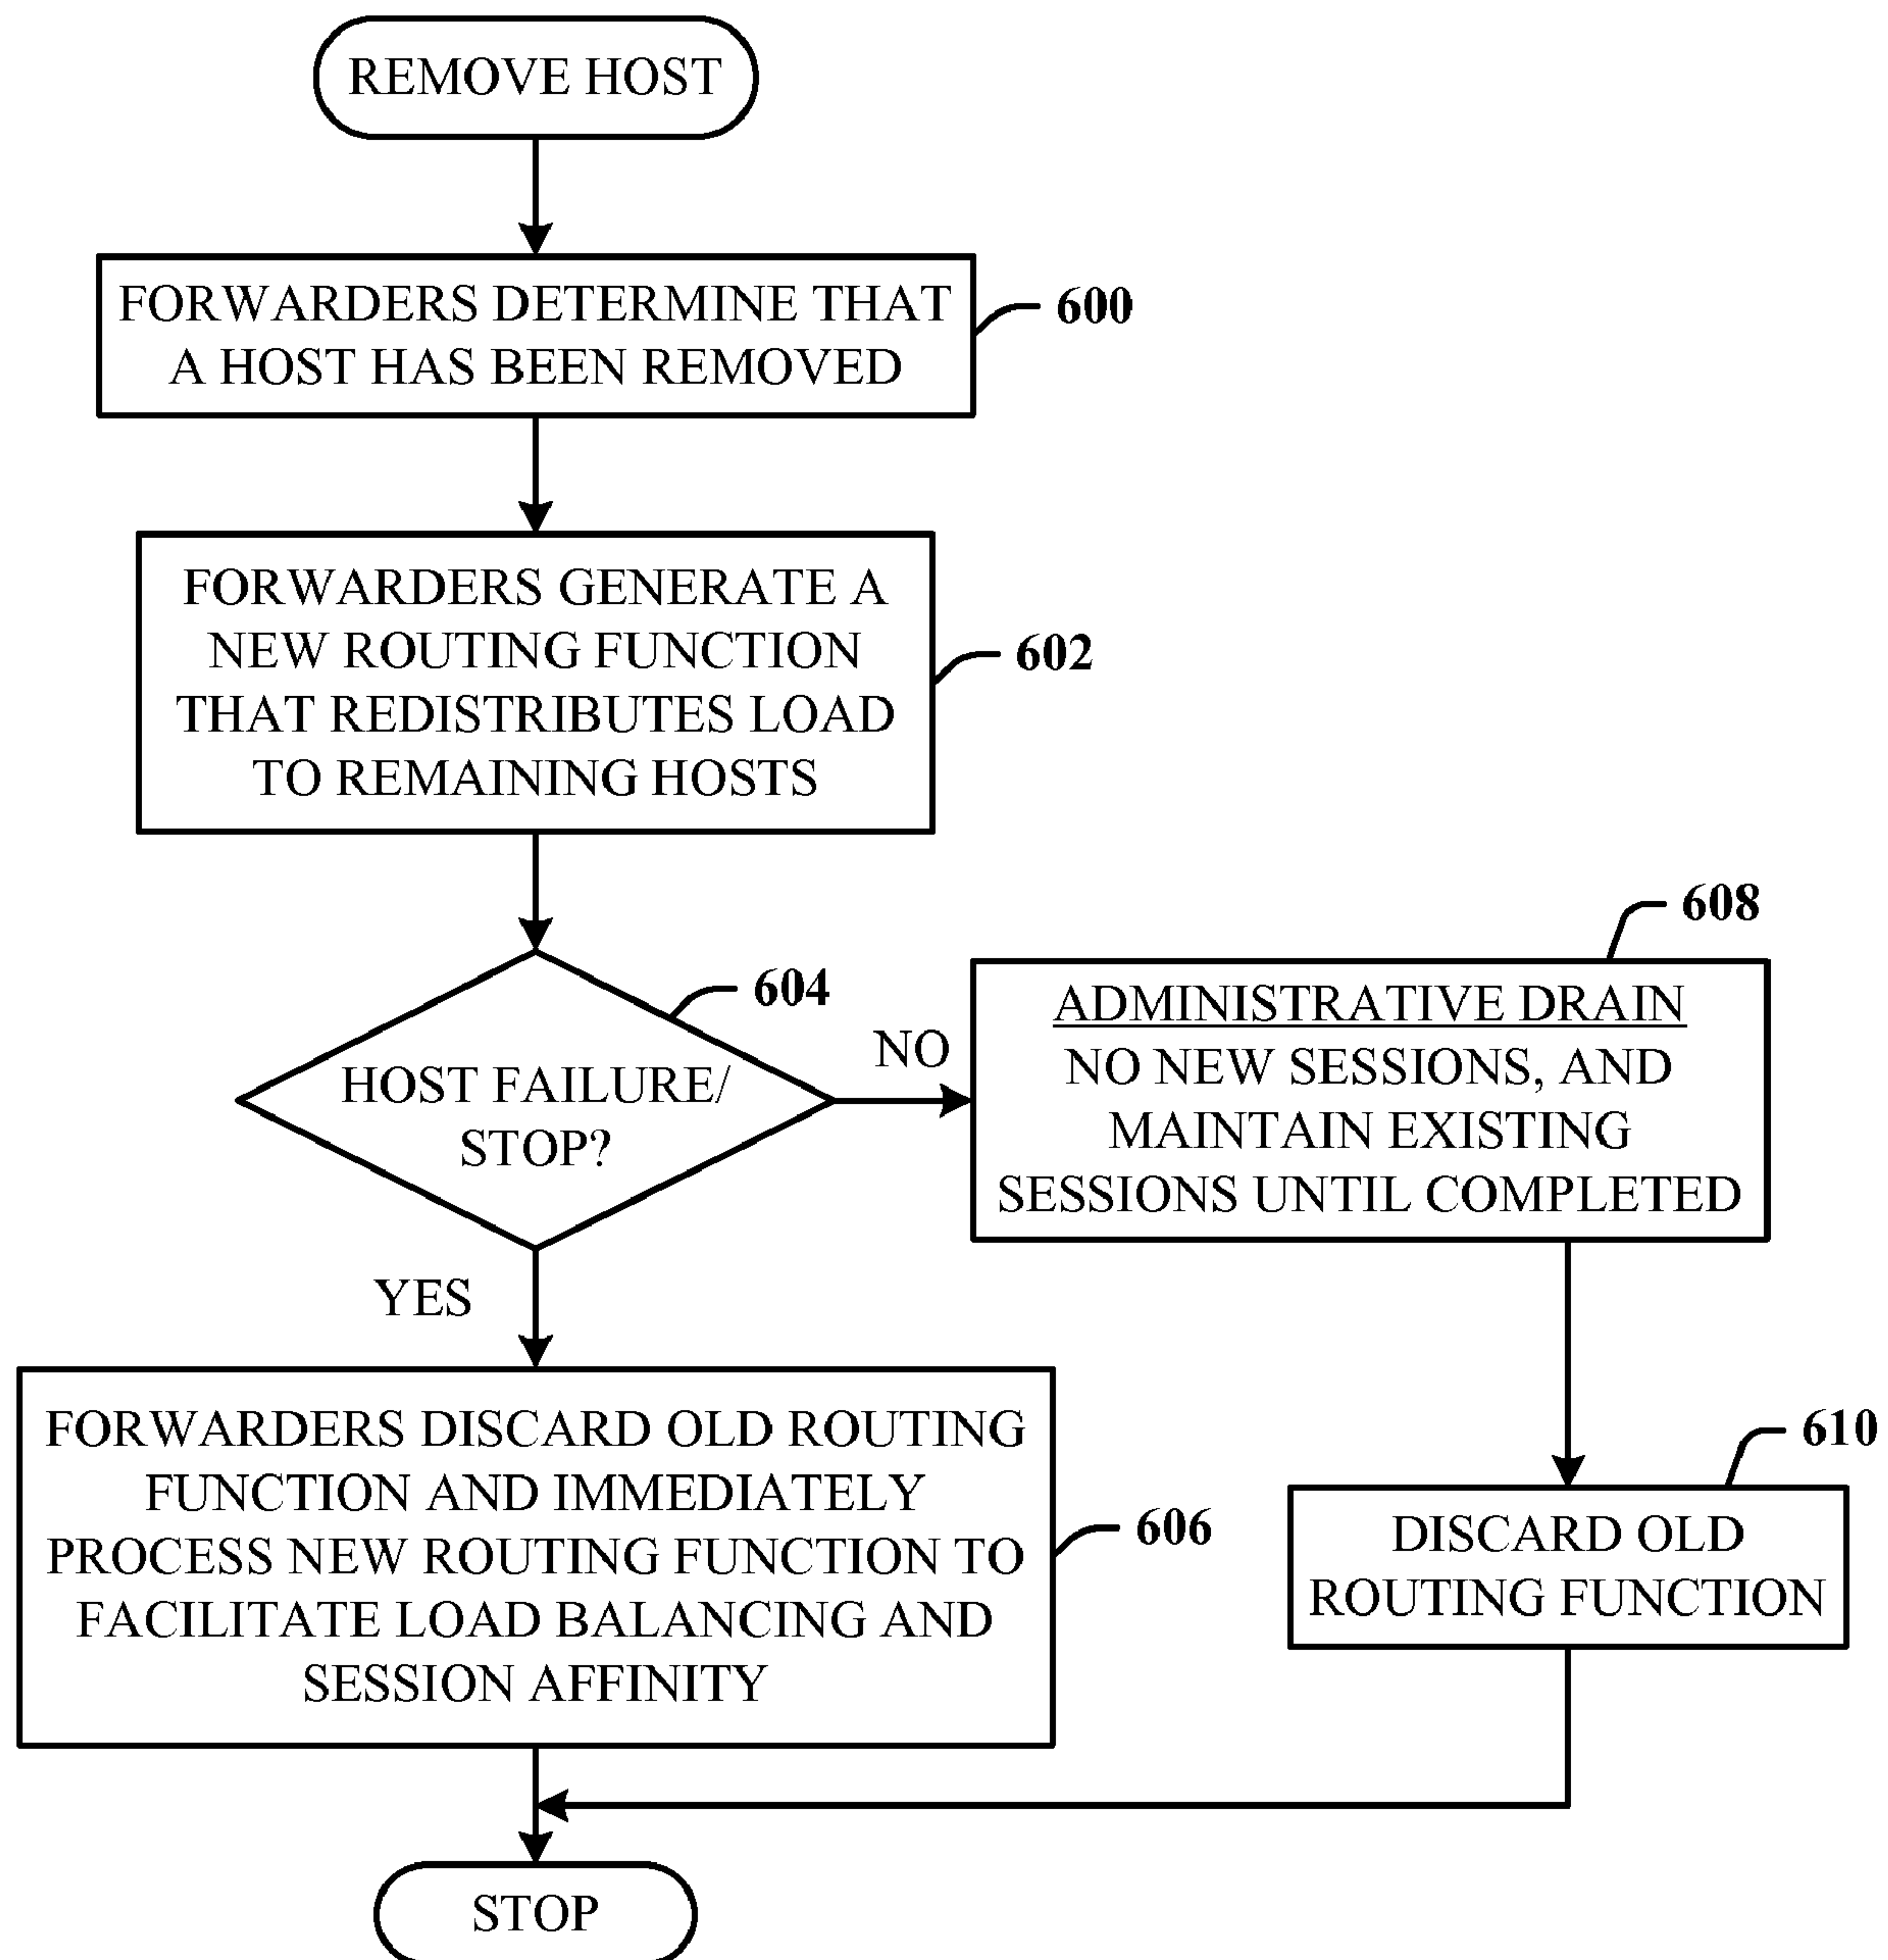 REMOVE HOST
FORWARDERS DETERMINE THAT
A HOST HAS BEEN REMOVED
600
FORWARDERS GENERATE A
NEW ROUTING FUNCTION
THAT REDISTRIBUTES LOAD
TO REMAINING HOSTS
602
HOST FAILURE/
STOP?
604
NO
ADMINISTRATIVE DRAIN
NO NEW SESSIONS, AND
MAINTAIN EXISTING
SESSIONS UNTIL COMPLETED
608
YES
FORWARDERS DISCARD OLD ROUTING
FUNCTION AND IMMEDIATELY
PROCESS NEW ROUTING FUNCTION TO
FACILITATE LOAD BALANCING AND
SESSION AFFINITY
606
DISCARD OLD
ROUTING FUNCTION
610
STOP